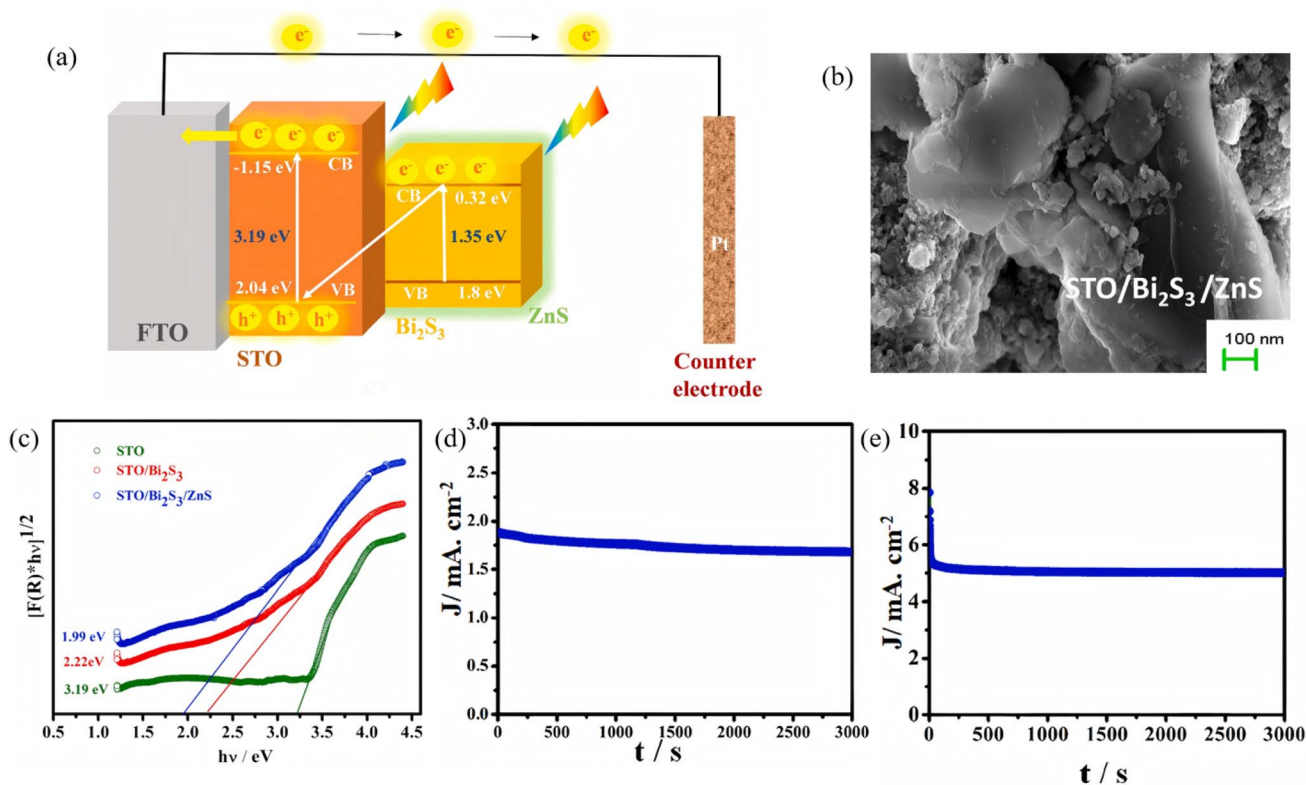 (a)
e- e- e-
e- e- e-
-1.15 eV CB
3.19 eV
2.04 eV VB
h+ h+ h+
FTO
STO
e- e- e-
CB 0.32 eV
1.35 eV
VB 1.8 eV
Bi2S3
ZnS
Pt
Counter
electrode
(b)
STO/Bi2S3/ZnS
100 nm
(c)
STO
STO/Bi2S3
STO/Bi2S3/ZnS
[F(R)*hν]1/2
1.99 eV
2.22eV
3.19 eV
0.5 1.0 1.5 2.0 2.5 3.0 3.5 4.0 4.5
hν / eV
(d)
J/ mA. cm-2
3.0
2.5
2.0
1.5
1.0
0.5
0.0
0 500 1000 1500 2000 2500 3000
t / s
(e)
J/ mA. cm-2
10
8
6
4
2
0
0 500 1000 1500 2000 2500 3000
t / s